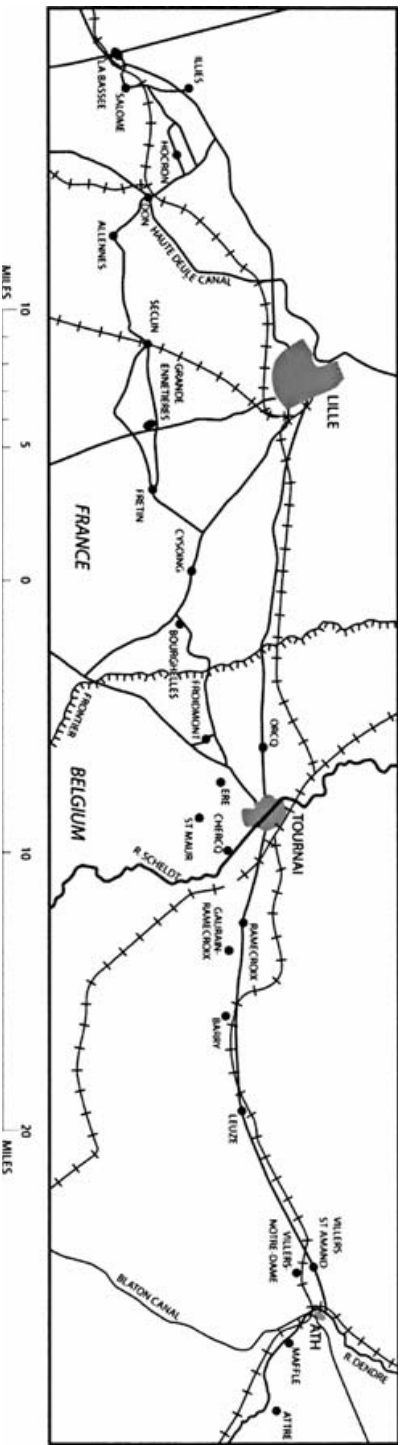 ILLIES
LA BASSEE
SALOME
HOCRON
DON
ALLENNES
HAUTE DEULE CANAL
SECLIN
GRANDE
ENNETIERES
LILLE
FRETIN
CYSOING
FRANCE
BOURGHELLES
FROIDMONT
FRONTIER
ORCQ
BELGIUM
ERE
ST MAUR
CHERCQ
TOURNAI
R. SCHELDT
RAMECROIX
GAURAIN-
RAMECROIX
BARRY
LEUZE
VILLERS
ST AMAND
VILLERS-
NOTRE-DAME
ATH
BLATON CANAL
MAFFLE
R. DENDRE
ATTRE
MILES
10
5
0
10
20
MILES